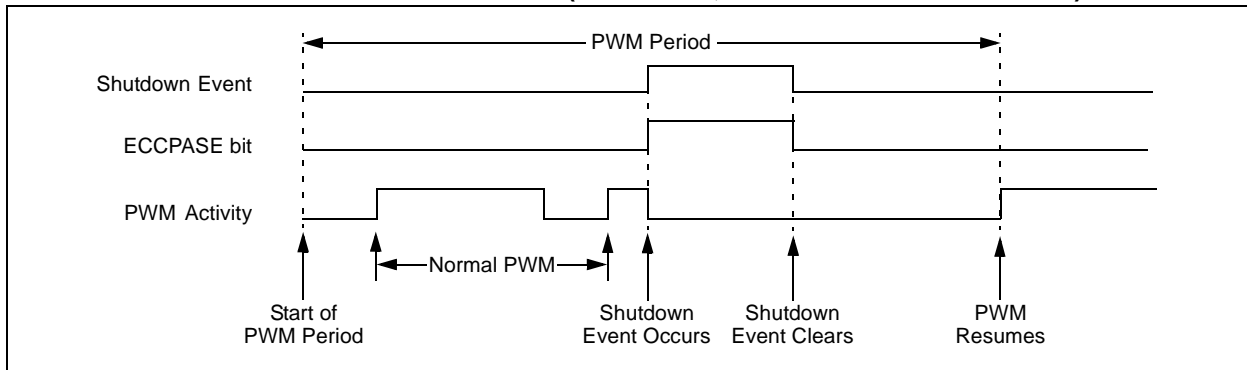 PWM Period
Shutdown Event
ECCPASE bit
PWM Activity
Normal PWM
Start of
PWM Period
Shutdown
Event Occurs
Shutdown
Event Clears
PWM
Resumes